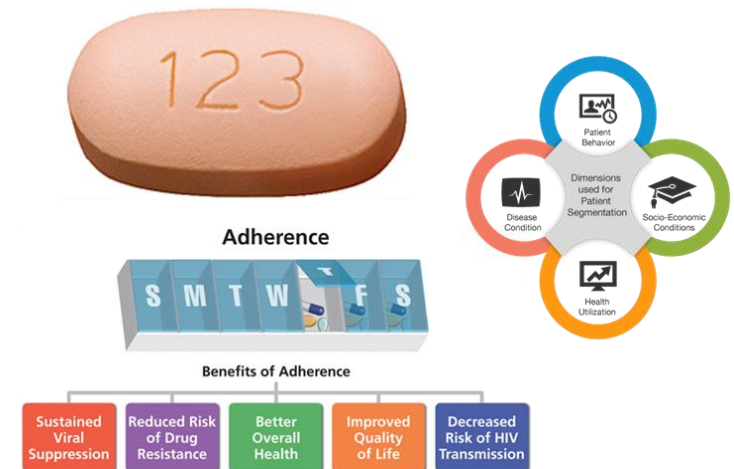 123
Adherence
S M T W T F S
Benefits of Adherence
Sustained
Viral
Suppression
Reduced Risk
of Drug
Resistance
Better
Overall
Health
Improved
Quality
of Life
Decreased
Risk of HIV
Transmission
Patient
Behavior
Dimensions
used for
Patient
Segmentation
Disease
Condition
Socio-Economic
Conditions
Health
Utilization